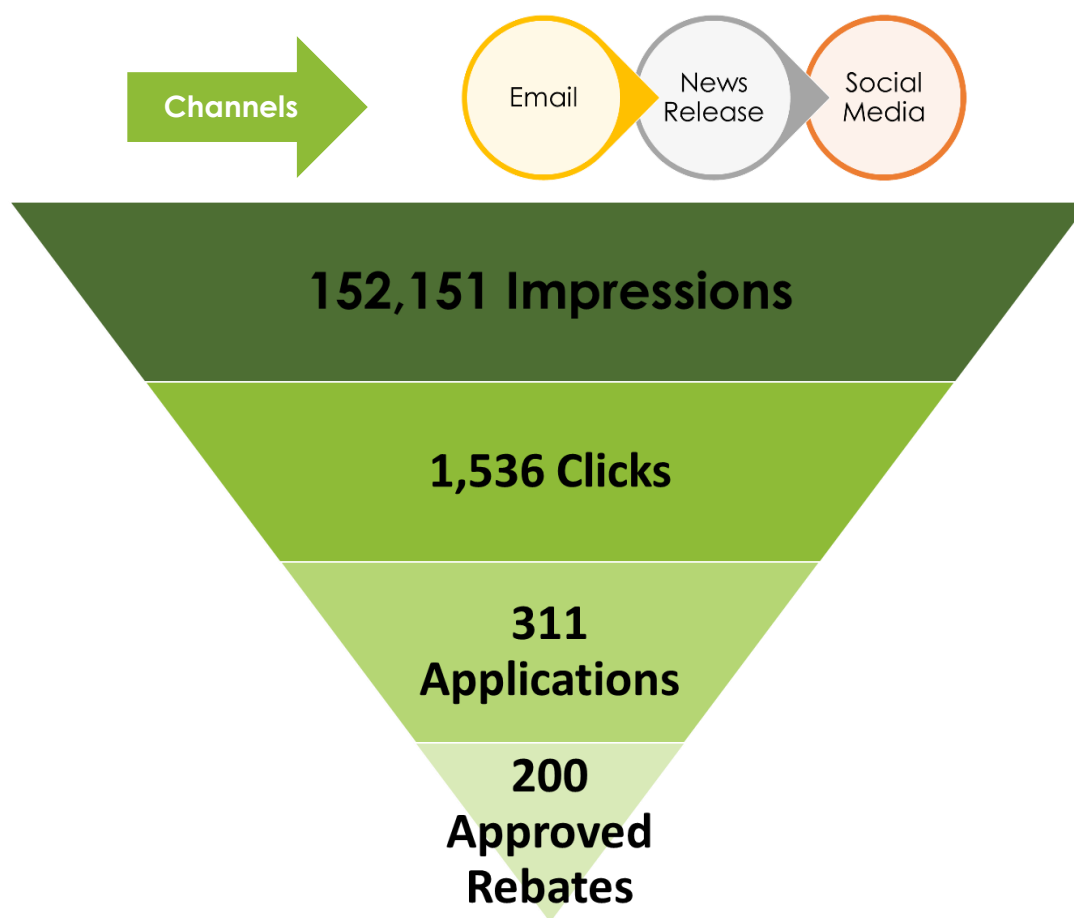 Channels
Email
News
Release
Social
Media
152,151 Impressions
1,536 Clicks
311
Applications
200
Approved
Rebates